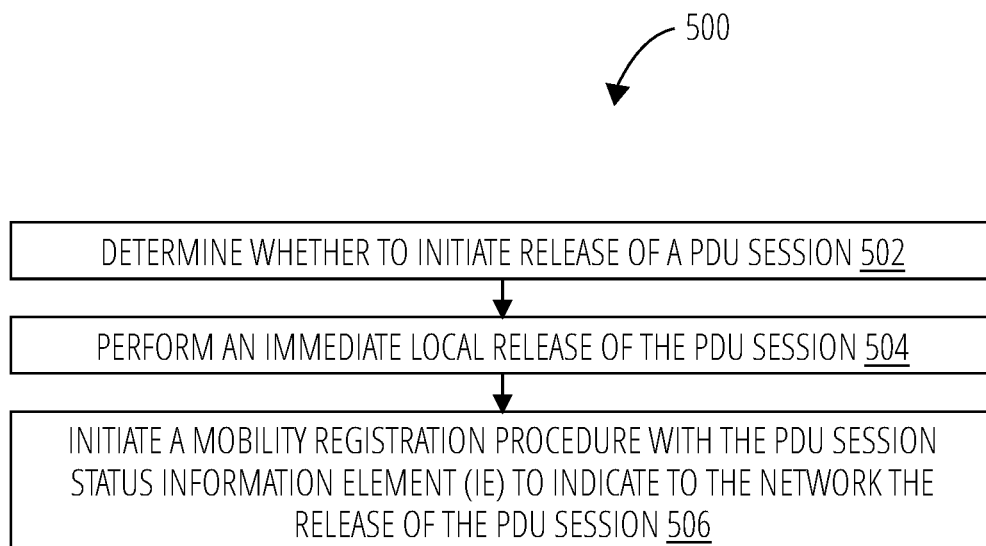 500
DETERMINE WHETHER TO INITIATE RELEASE OF A PDU SESSION 502
PERFORM AN IMMEDIATE LOCAL RELEASE OF THE PDU SESSION 504
INITIATE A MOBILITY REGISTRATION PROCEDURE WITH THE PDU SESSION
STATUS INFORMATION ELEMENT (IE) TO INDICATE TO THE NETWORK THE
RELEASE OF THE PDU SESSION 506